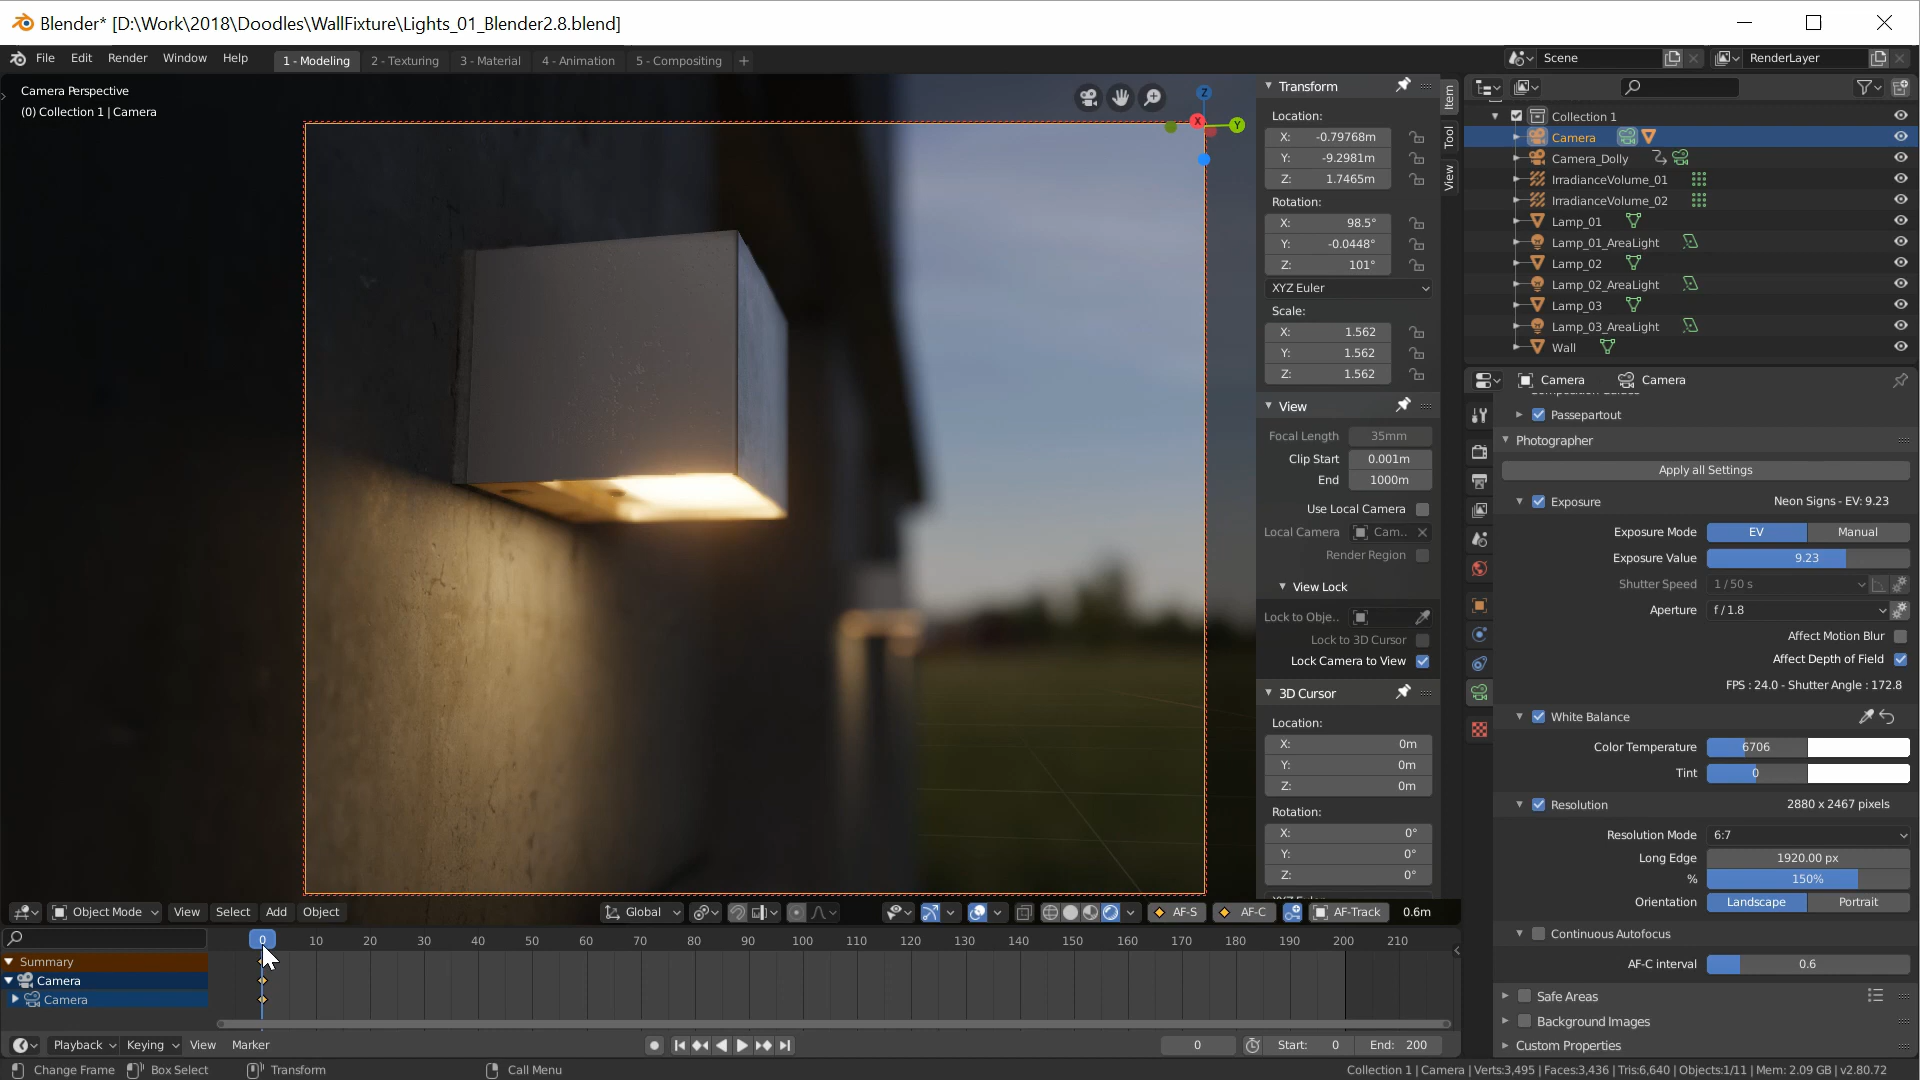 Blender* [D:\Work\2018\Doodles\WallFixture\Lights_01_Blender2.8.blend]
File Edit Render Window Help
1 - Modeling 2 - Texturing 3 - Material 4 - Animation 5 - Compositing +
Scene RenderLayer
Camera Perspective
(0) Collection 1 | Camera
Z
X
Y
Transform
Location:
X: -0.79768m
Y: -9.2981m
Z: 1.7465m
Rotation:
X: 98.5°
Y: -0.0448°
Z: 101°
XYZ Euler
Scale:
X: 1.562
Y: 1.562
Z: 1.562
View
Focal Length 35mm
Clip Start 0.001m
End 1000m
Use Local Camera
Local Camera Cam..
Render Region
View Lock
Lock to Obje..
Lock to 3D Cursor
Lock Camera to View
3D Cursor
Location:
X: 0m
Y: 0m
Z: 0m
Rotation:
X: 0°
Y: 0°
Z: 0°
Item
Tool
View
Collection 1
Camera
Camera_Dolly
IrradianceVolume_01
IrradianceVolume_02
Lamp_01
Lamp_01_AreaLight
Lamp_02
Lamp_02_AreaLight
Lamp_03
Lamp_03_AreaLight
Wall
Camera Camera
Passepartout
Photographer
Apply all Settings
Exposure Neon Signs - EV: 9.23
Exposure Mode EV Manual
Exposure Value 9.23
Shutter Speed 1 / 50 s
Aperture f / 1.8
Affect Motion Blur
Affect Depth of Field
FPS : 24.0 - Shutter Angle : 172.8
White Balance
Color Temperature 6706
Tint 0
Resolution 2880 x 2467 pixels
Resolution Mode 6:7
Long Edge 1920.00 px
% 150%
Orientation Landscape Portrait
Continuous Autofocus
AF-C interval 0.6
Safe Areas
Background Images
Custom Properties
Object Mode View Select Add Object Global AF-S AF-C AF-Track 0.6m
0 10 20 30 40 50 60 70 80 90 100 110 120 130 140 150 160 170 180 190 200 210
Summary
Camera
Camera
Playback Keying View Marker 0 Start: 0 End: 200
Change Frame Box Select Transform Call Menu Collection 1 | Camera | Verts:3,495 | Faces:3,436 | Tris:6,640 | Objects:1/11 | Mem: 2.09 GB | v2.80.72